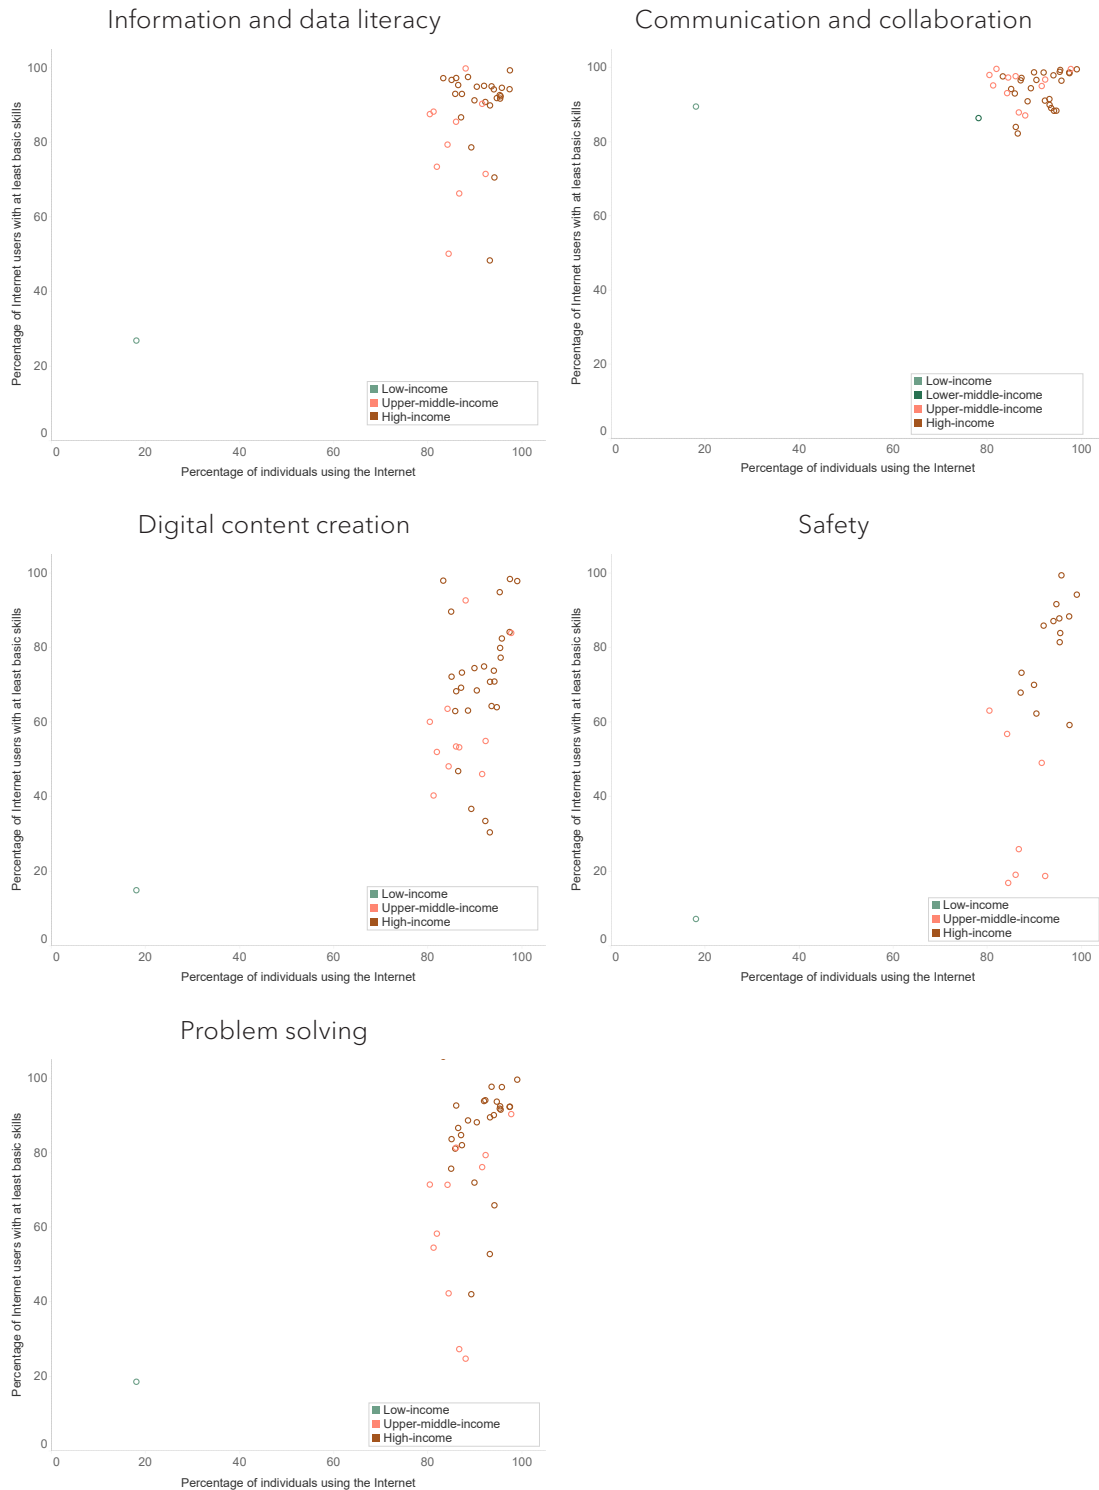 Information and data literacy
Percentage of Internet users with at least basic skills
100
80
60
40
20
0
0 20 40 60 80 100
Percentage of individuals using the Internet
Low-income
Upper-middle-income
High-income
Communication and collaboration
Percentage of Internet users with at least basic skills
100
80
60
40
20
0
0 20 40 60 80 100
Percentage of individuals using the Internet
Low-income
Lower-middle-income
Upper-middle-income
High-income
Digital content creation
Percentage of Internet users with at least basic skills
100
80
60
40
20
0
0 20 40 60 80 100
Percentage of individuals using the Internet
Low-income
Upper-middle-income
High-income
Safety
Percentage of Internet users with at least basic skills
100
80
60
40
20
0
0 20 40 60 80 100
Percentage of individuals using the Internet
Low-income
Upper-middle-income
High-income
Problem solving
Percentage of Internet users with at least basic skills
100
80
60
40
20
0
0 20 40 60 80 100
Percentage of individuals using the Internet
Low-income
Upper-middle-income
High-income